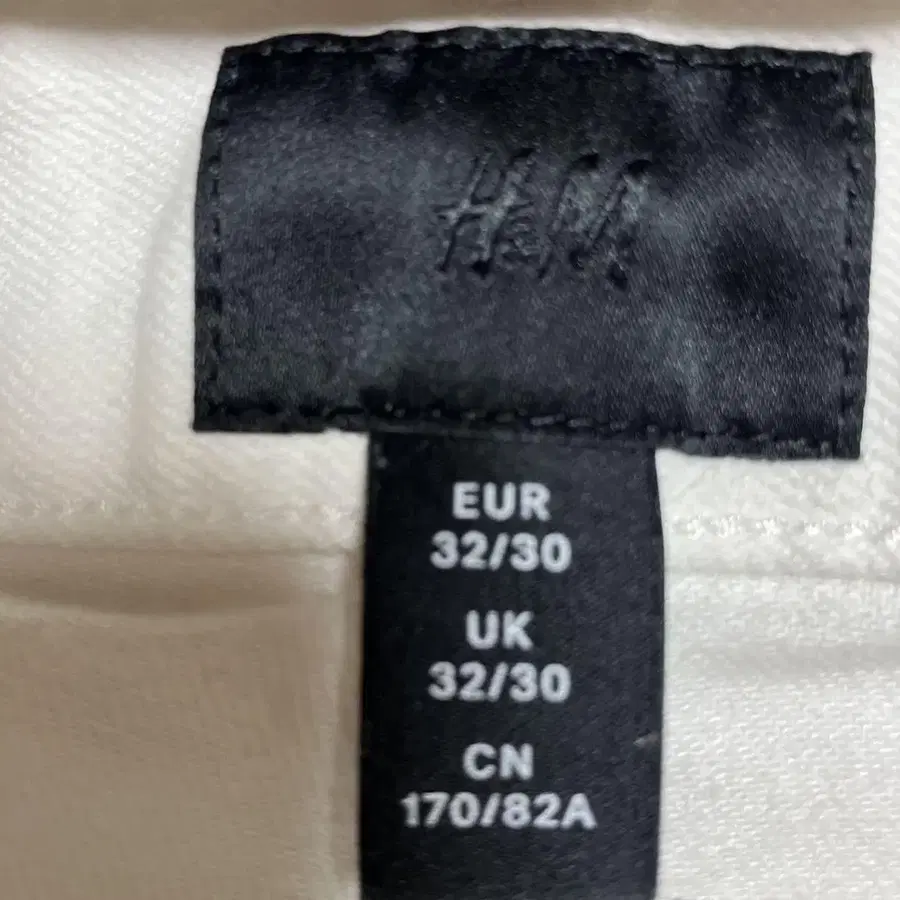 H&M
EUR
32/30
UK
32/30
CN
170/82A